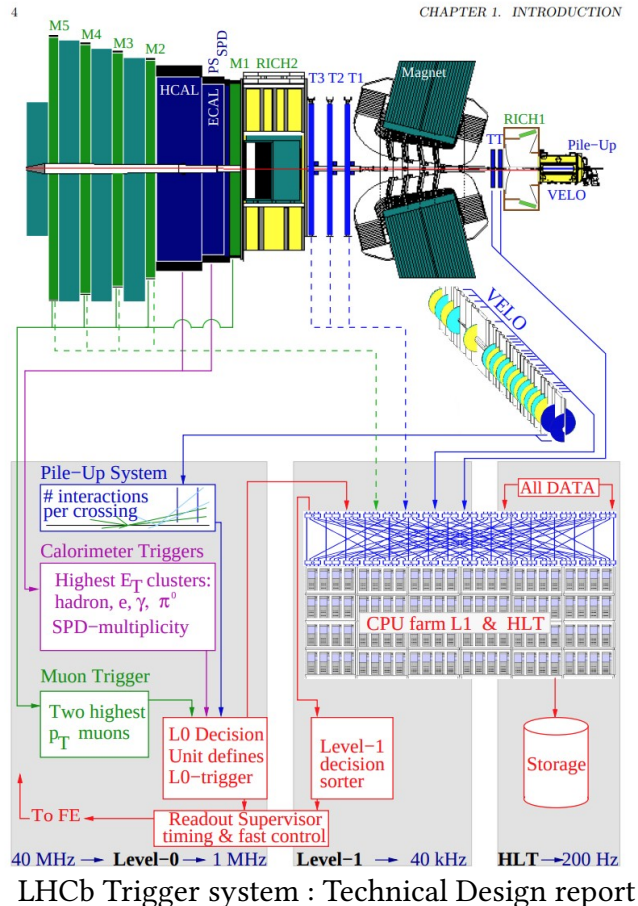 4
CHAPTER 1. INTRODUCTION
M5
M4
M3
M2
HCAL
PS
SPD
ECAL
M1
RICH2
T3
T2
T1
Magnet
TT
RICH1
Pile−Up
VELO
VELO
Pile−Up System
# interactions
per crossing
Calorimeter Triggers
Highest E_T clusters:
hadron, e, γ, π⁰
SPD−multiplicity
Muon Trigger
Two highest
p_T muons
L0 Decision
Unit defines
L0−trigger
Level−1
decision
sorter
All DATA
CPU farm L1 & HLT
Storage
To FE
Readout Supervisor
timing & fast control
40 MHz → Level−0 → 1 MHz
Level−1 → 40 kHz
HLT → 200 Hz
LHCb Trigger system : Technical Design report